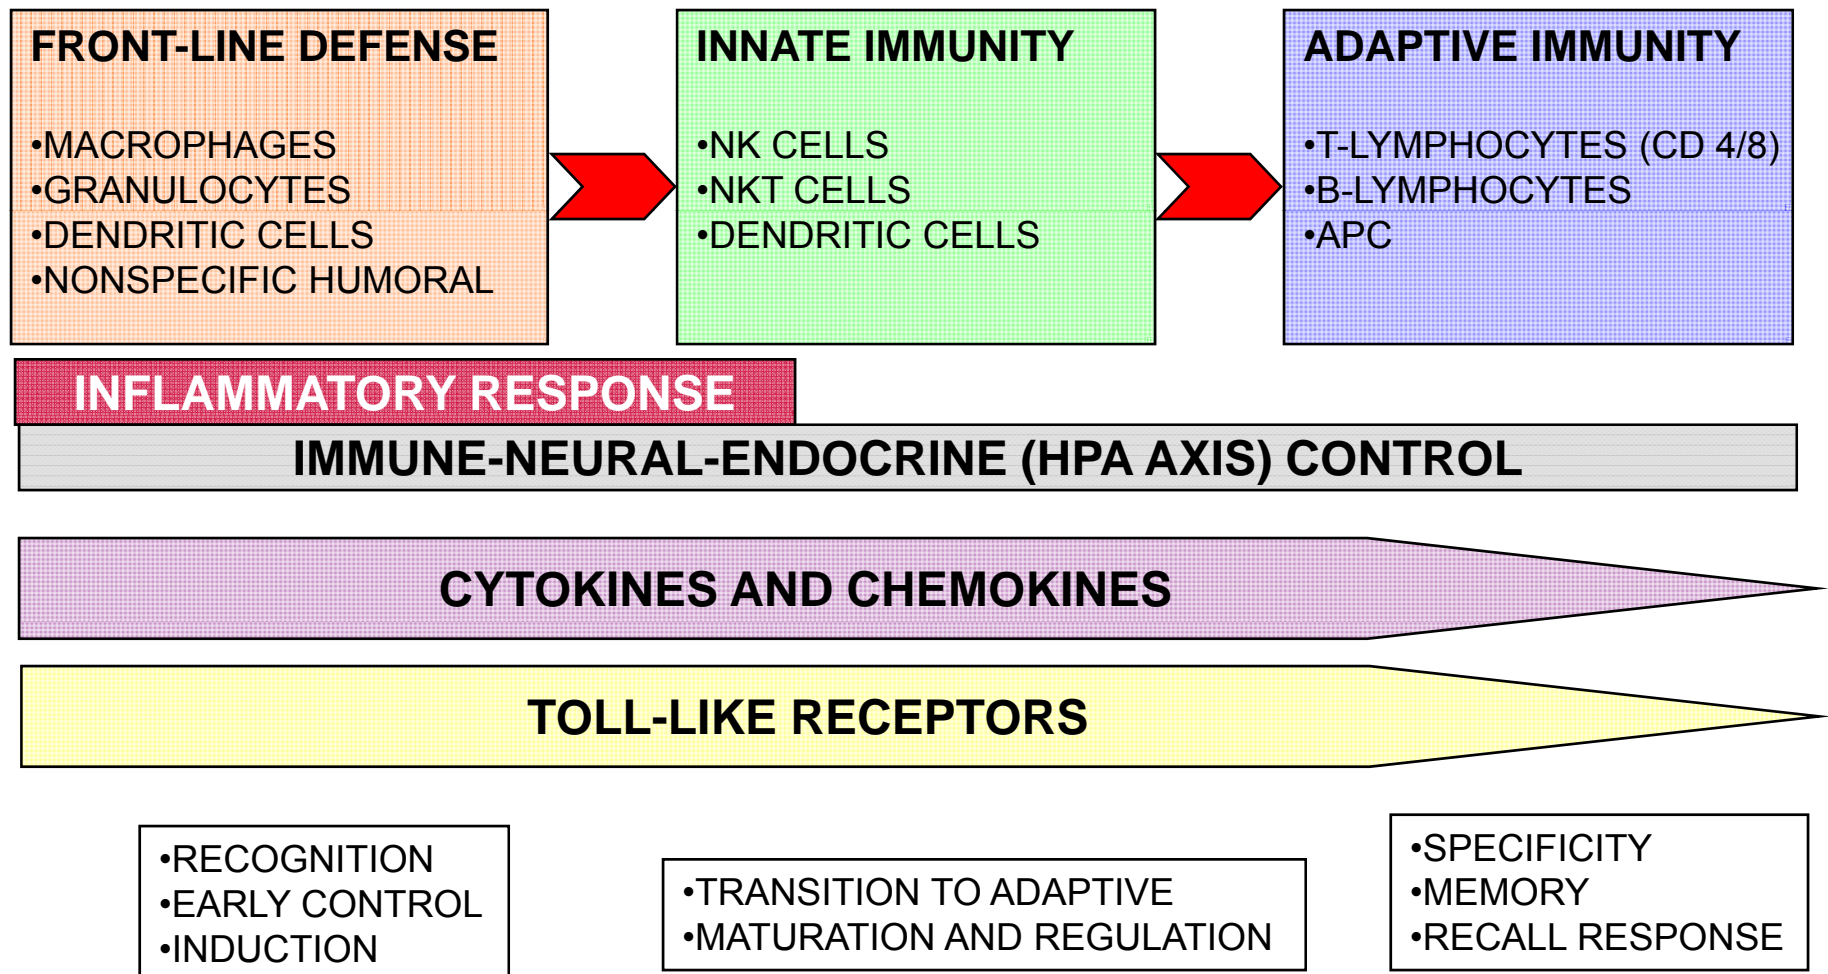 FRONT-LINE DEFENSE
•MACROPHAGES
•GRANULOCYTES
•DENDRITIC CELLS
•NONSPECIFIC HUMORAL
INNATE IMMUNITY
•NK CELLS
•NKT CELLS
•DENDRITIC CELLS
ADAPTIVE IMMUNITY
•T-LYMPHOCYTES (CD 4/8)
•B-LYMPHOCYTES
•APC
INFLAMMATORY RESPONSE
IMMUNE-NEURAL-ENDOCRINE (HPA AXIS) CONTROL
CYTOKINES AND CHEMOKINES
TOLL-LIKE RECEPTORS
•RECOGNITION
•EARLY CONTROL
•INDUCTION
•TRANSITION TO ADAPTIVE
•MATURATION AND REGULATION
•SPECIFICITY
•MEMORY
•RECALL RESPONSE